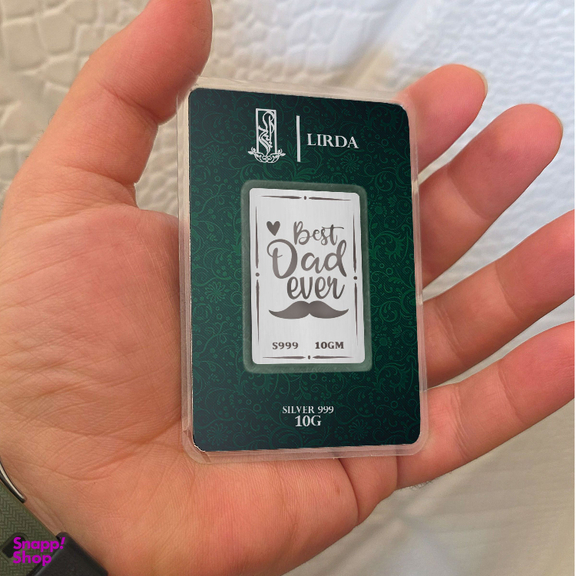 LIRDA
Best
Dad
ever
S999 10GM
SILVER 999
10G
Snapp!
Shop